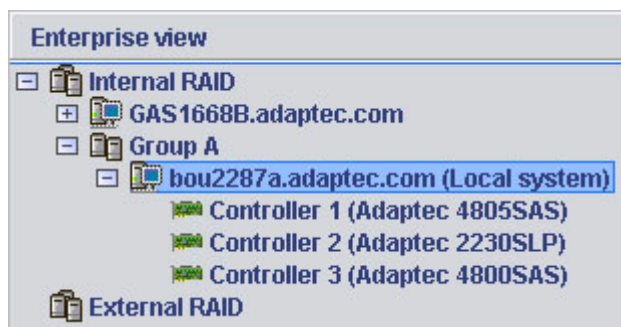 Enterprise view
Internal RAID
GAS1668B.adaptec.com
Group A
bou2287a.adaptec.com (Local system)
Controller 1 (Adaptec 4805SAS)
Controller 2 (Adaptec 2230SLP)
Controller 3 (Adaptec 4800SAS)
External RAID